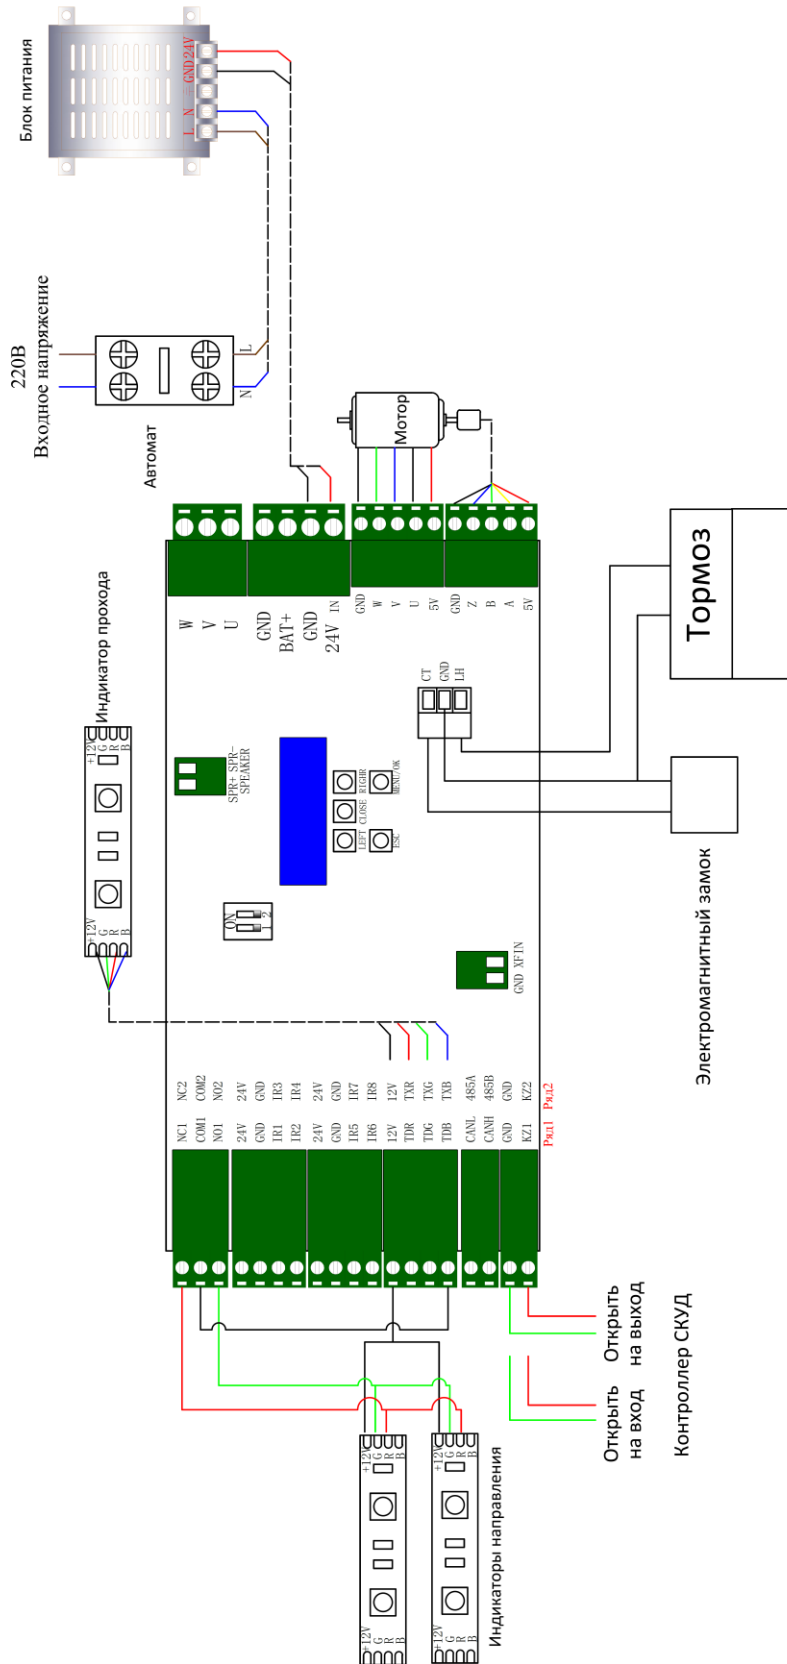 Блок питания
24V
GND
N
L
220В
Входное напряжение
Автомат
N
L
Мотор
W
V
U
GND
BAT+
GND
24V
IN
GND
W
V
U
5V
GND
Z
B
A
5V
Тормоз
CT
GND
LH
Индикатор прохода
+12V
G
R
B
+12V
G
R
B
SPR+ SPR-
SPEAKER
LEFT
CLOSE
RIGHR
ESC
MENU/OK
ON
1 2
GND XFIN
Электромагнитный замок
NC2
COM2
NO2
24V
GND
IR3
IR4
24V
GND
IR7
IR8
12V
TXR
TXG
TXB
485A
485B
GND
KZ2
Ряд2
NC1
COM1
NO1
24V
GND
IR1
IR2
24V
GND
IR5
IR6
12V
TDR
TDG
TDB
CANL
CANH
GND
KZ1
Ряд1
Открыть
на выход
Открыть
на вход
Контроллер СКУД
+12V
G
R
B
+12V
G
R
B
+12V
G
R
B
+12V
G
R
B
Индикаторы направления